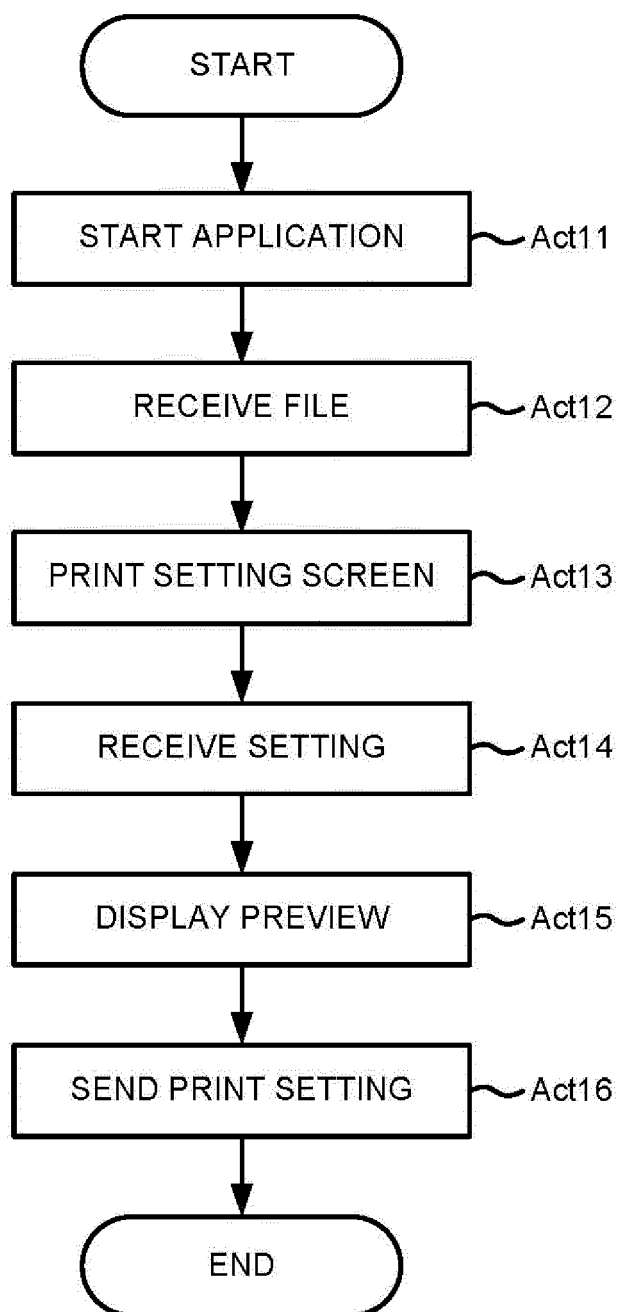 START
START APPLICATION
Act11
RECEIVE FILE
Act12
PRINT SETTING SCREEN
Act13
RECEIVE SETTING
Act14
DISPLAY PREVIEW
Act15
SEND PRINT SETTING
Act16
END